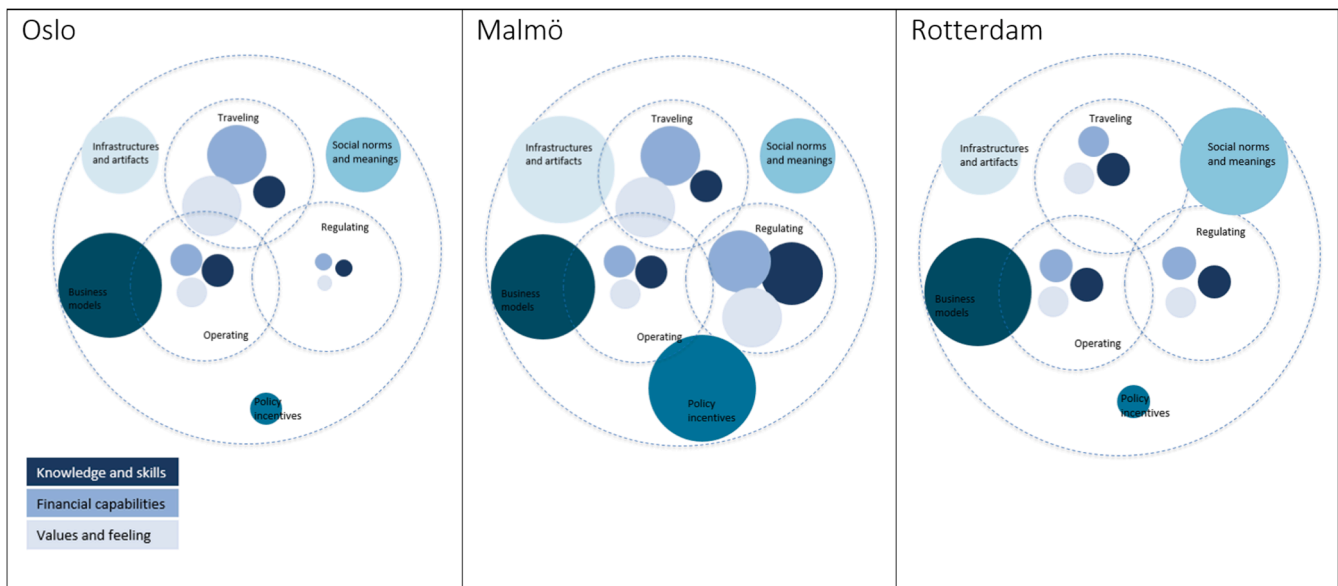 Oslo
Traveling
Infrastructures
and artifacts
Social norms
and meanings
Regulating
Business
models
Operating
Policy
incentives
Knowledge and skills
Financial capabilities
Values and feeling
Malmö
Traveling
Infrastructures
and artifacts
Social norms
and meanings
Regulating
Business
models
Operating
Policy
incentives
Rotterdam
Traveling
Infrastructures
and artifacts
Social norms
and meanings
Regulating
Business
models
Operating
Policy
incentives